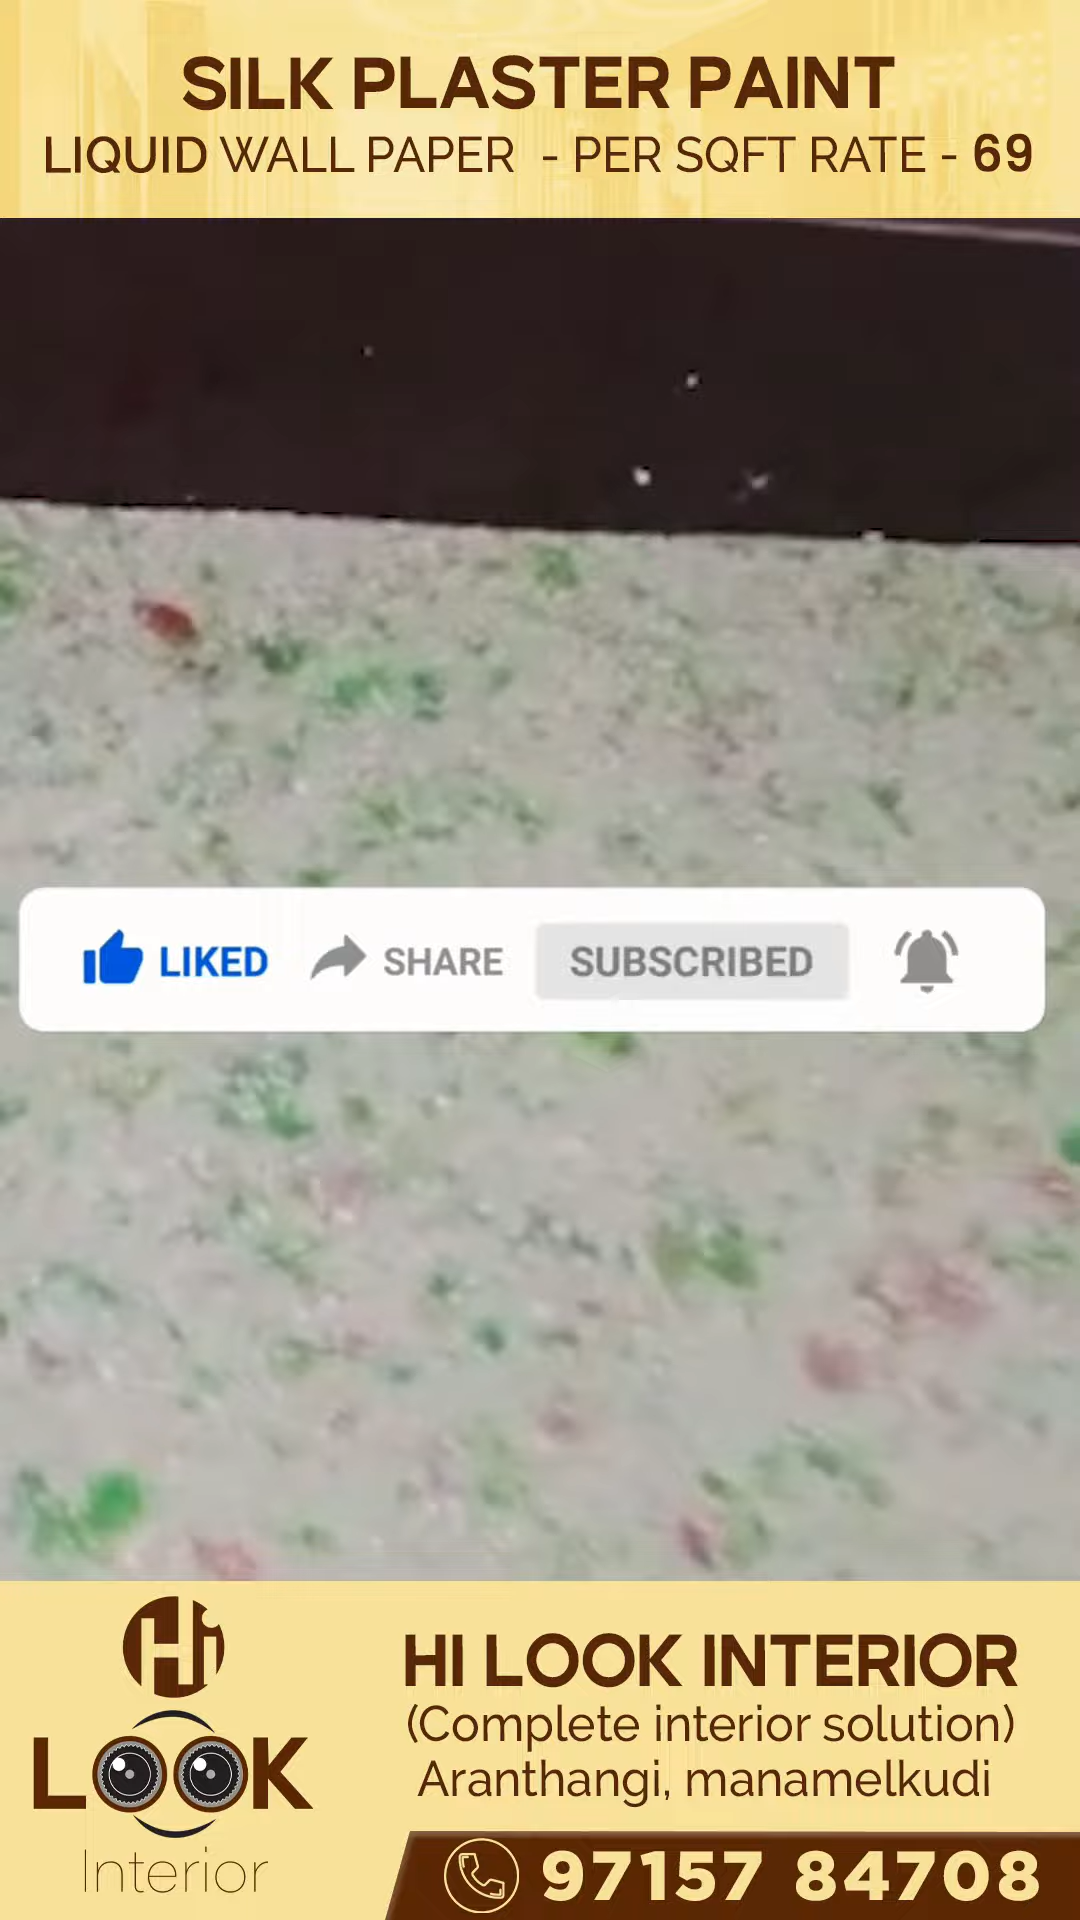 SILK PLASTER PAINT
LIQUID WALL PAPER - PER SQFT RATE - 69
LIKED SHARE SUBSCRIBED
Hi
LOOK
Interior
HI LOOK INTERIOR
(Complete interior solution)
Aranthangi, manamelkudi
97157 84708